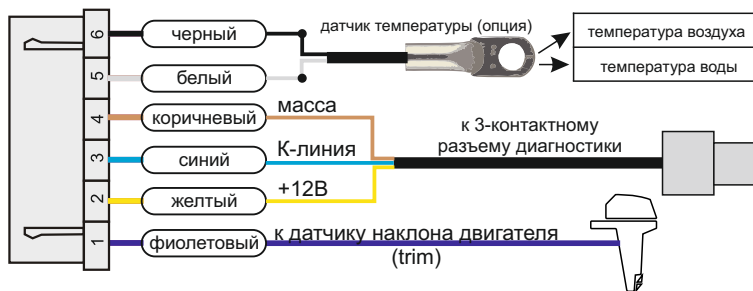 6 черный датчик температуры (опция) температура воздуха
5 белый температура воды
4 коричневый масса
3 синий К-линия к 3-контактному
разъему диагностики
2 желтый +12В
1 фиолетовый к датчику наклона двигателя
(trim)